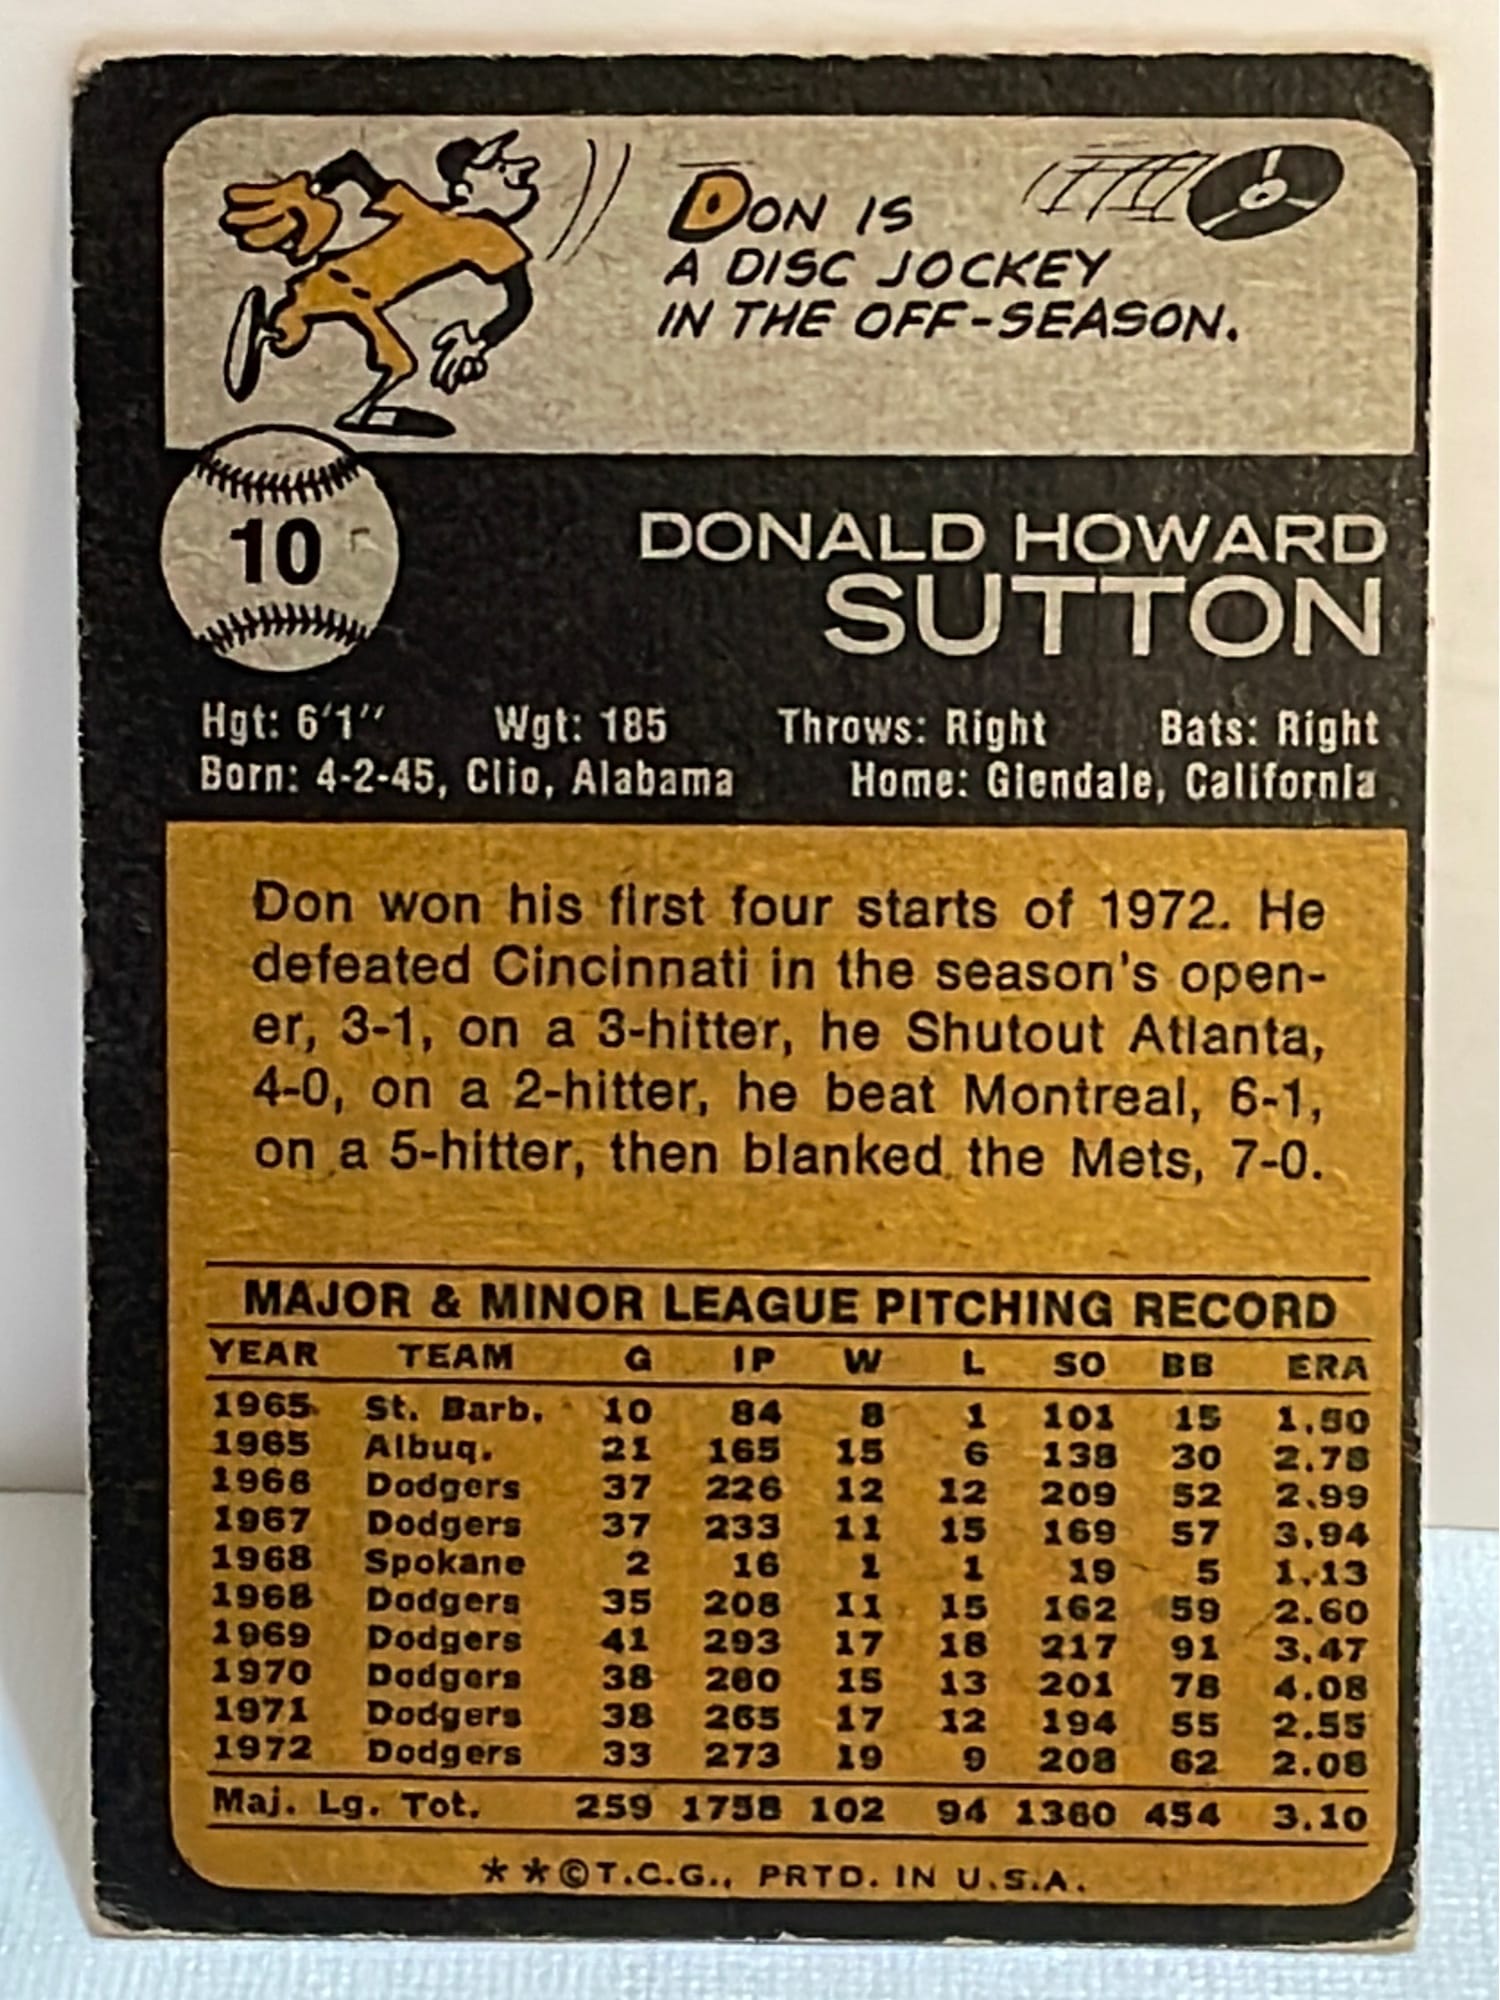 DON IS
A DISC JOCKEY
IN THE OFF-SEASON.
10
DONALD HOWARD
SUTTON
Hgt: 6'1" Wgt: 185 Throws: Right Bats: Right
Born: 4-2-45, Clio, Alabama Home: Glendale, California
Don won his first four starts of 1972. He
defeated Cincinnati in the season's open-
er, 3-1, on a 3-hitter, he Shutout Atlanta,
4-0, on a 2-hitter, he beat Montreal, 6-1,
on a 5-hitter, then blanked the Mets, 7-0.
MAJOR & MINOR LEAGUE PITCHING RECORD
YEAR TEAM G IP W L SO BB ERA
1965 St. Barb. 10 84 8 1 101 15 1.50
1965 Albuq. 21 165 15 6 138 30 2.78
1966 Dodgers 37 226 12 12 209 52 2.99
1967 Dodgers 37 233 11 15 169 57 3.94
1968 Spokane 2 16 1 1 19 5 1.13
1968 Dodgers 35 208 11 15 162 59 2.60
1969 Dodgers 41 293 17 18 217 91 3.47
1970 Dodgers 38 260 15 13 201 78 4.08
1971 Dodgers 38 265 17 12 194 55 2.55
1972 Dodgers 33 273 19 9 208 62 2.08
Maj. Lg. Tot. 259 1758 102 94 1360 454 3.10
**©T.C.G., PRTD. IN U.S.A.